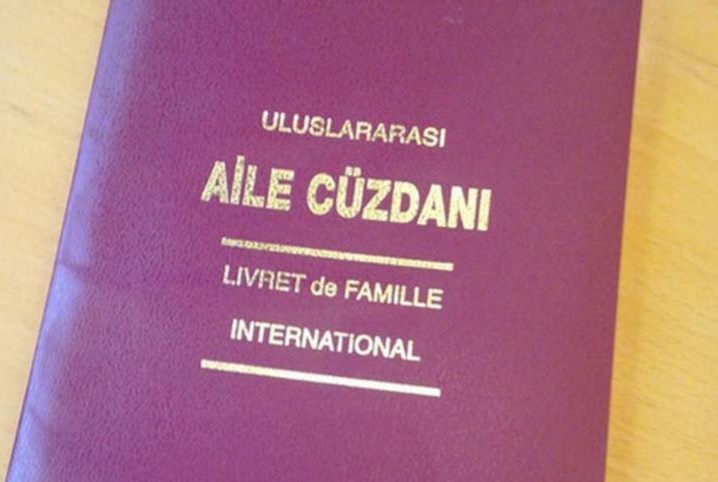 ULUSLARARASI
AİLE CÜZDANI
LIVRET de FAMILLE
INTERNATIONAL